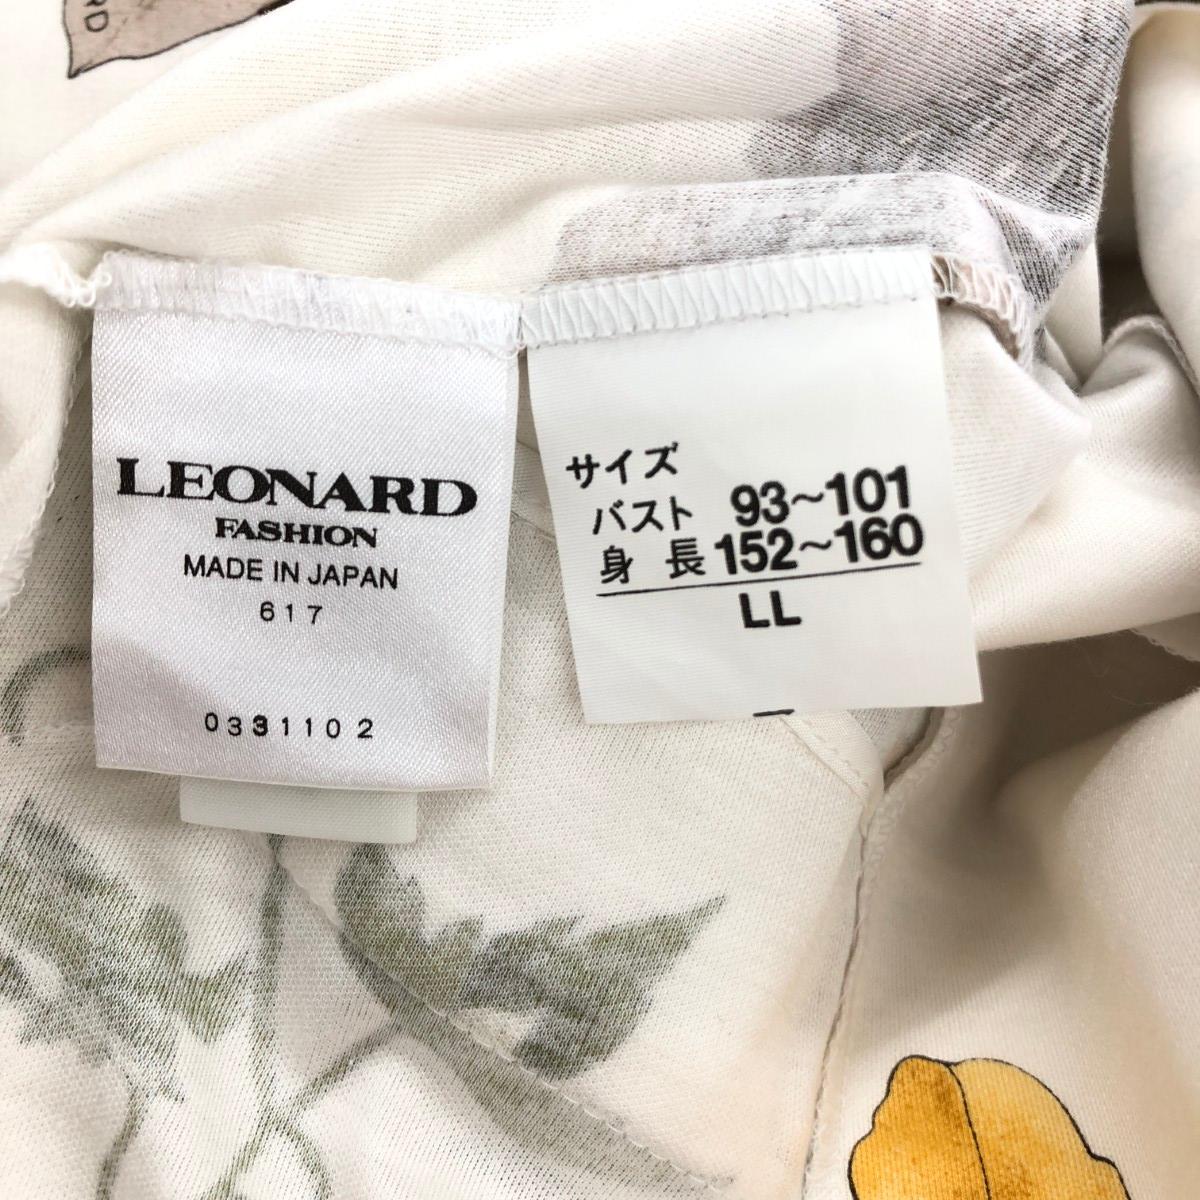 RD
LEONARD
FASHION
MADE IN JAPAN
617
0331102
サイズ
バスト 93~101
身長 152~160
LL